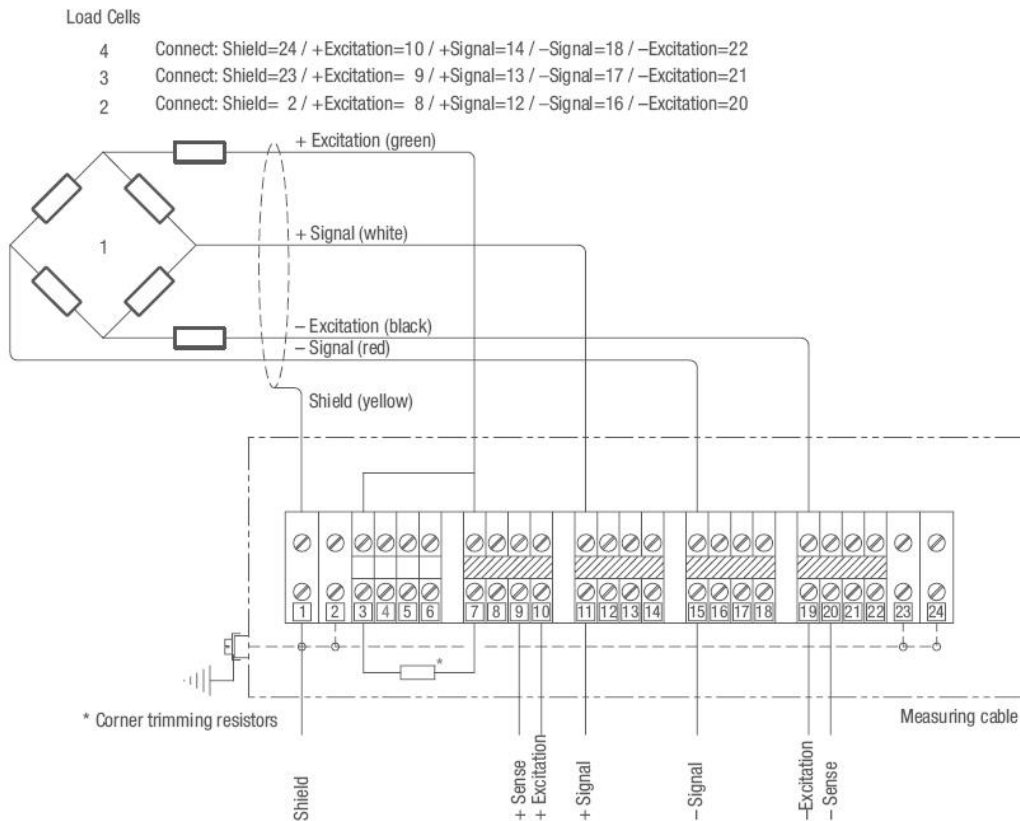 Load Cells
4 Connect: Shield=24 / +Excitation=10 / +Signal=14 / –Signal=18 / –Excitation=22
3 Connect: Shield=23 / +Excitation= 9 / +Signal=13 / –Signal=17 / –Excitation=21
2 Connect: Shield= 2 / +Excitation= 8 / +Signal=12 / –Signal=16 / –Excitation=20
+ Excitation (green)
1
+ Signal (white)
– Excitation (black)
– Signal (red)
Shield (yellow)
1 2 3 4 5 6 7 8 9 10 11 12 13 14 15 16 17 18 19 20 21 22 23 24
*
* Corner trimming resistors
Measuring cable
Shield
+ Sense
+ Excitation
+ Signal
– Signal
–Excitation
– Sense